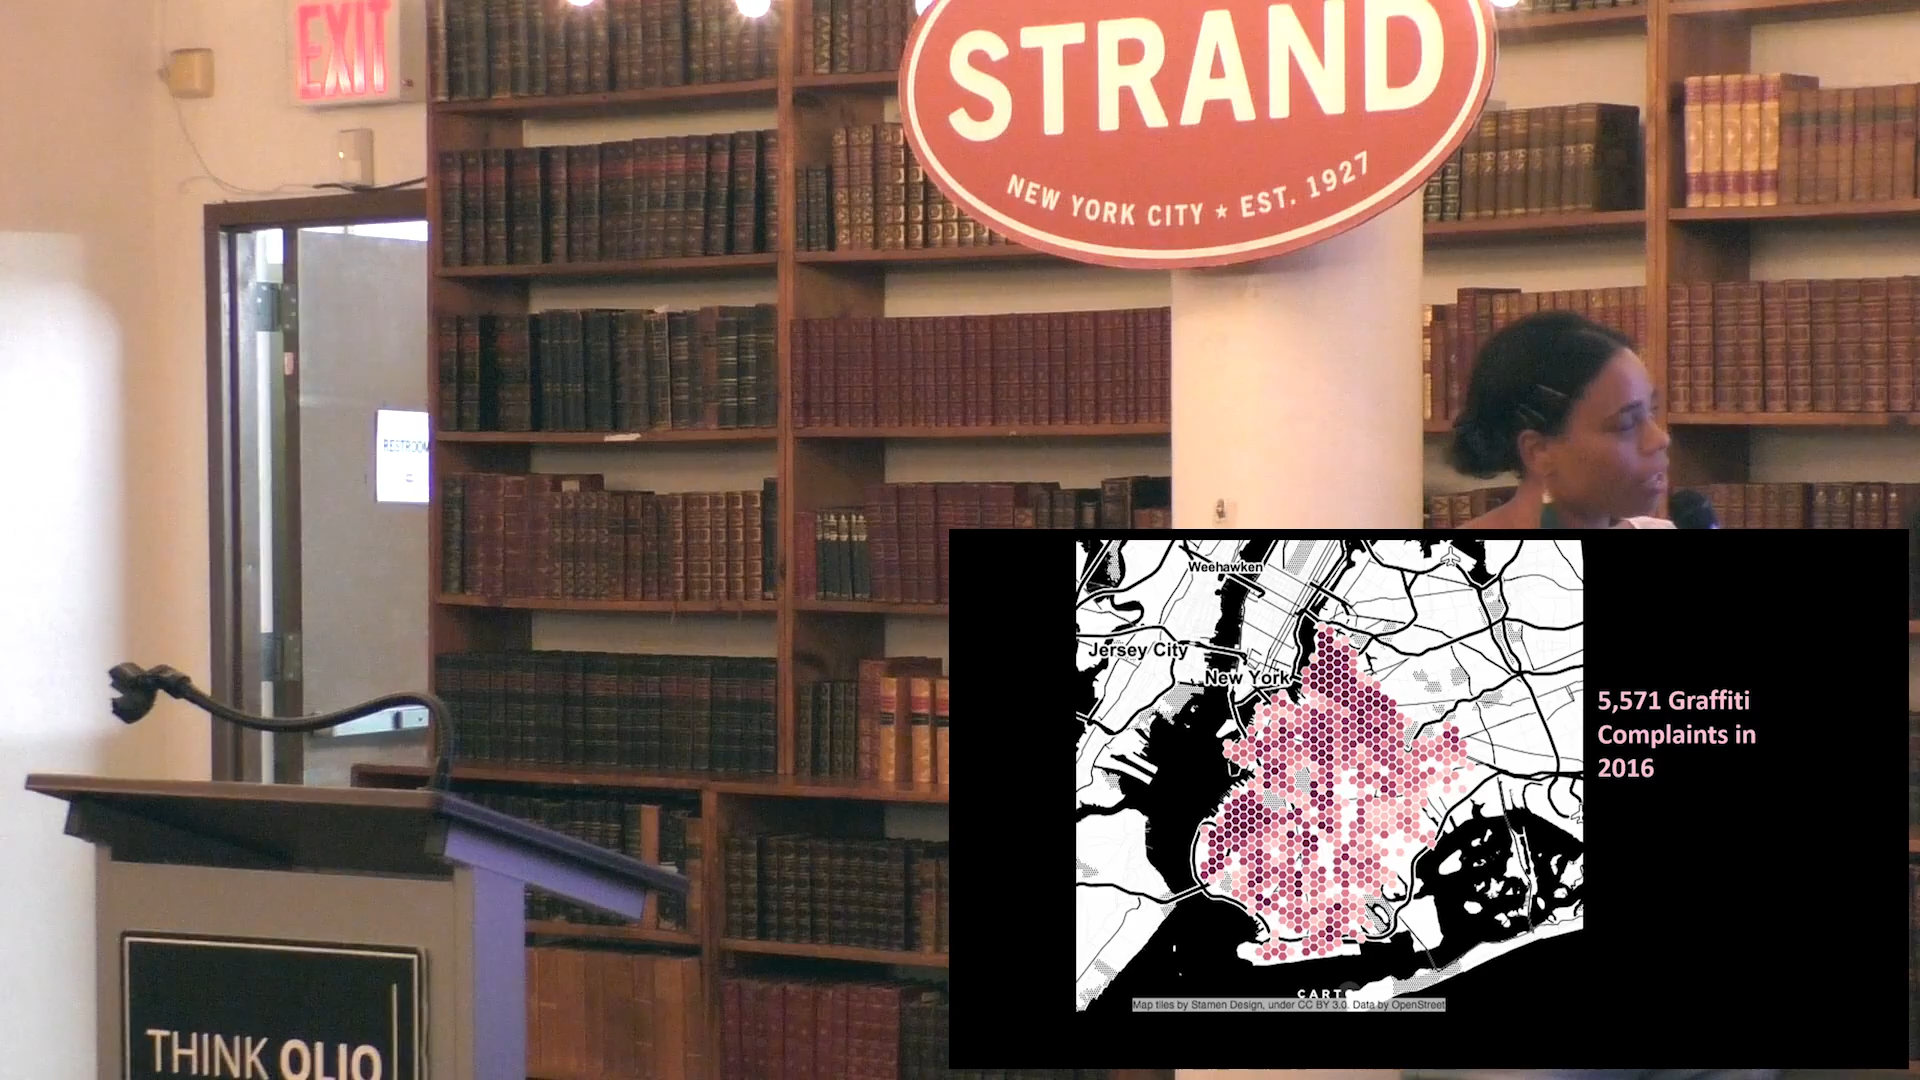 EXIT
STRAND
NEW YORK CITY ★ EST. 1927
RESTROOM
Weehawken
Jersey City
New York
5,571 Graffiti
Complaints in
2016
CARTO
Map tiles by Stamen Design, under CC BY 3.0. Data by OpenStreet
THINK OLIO